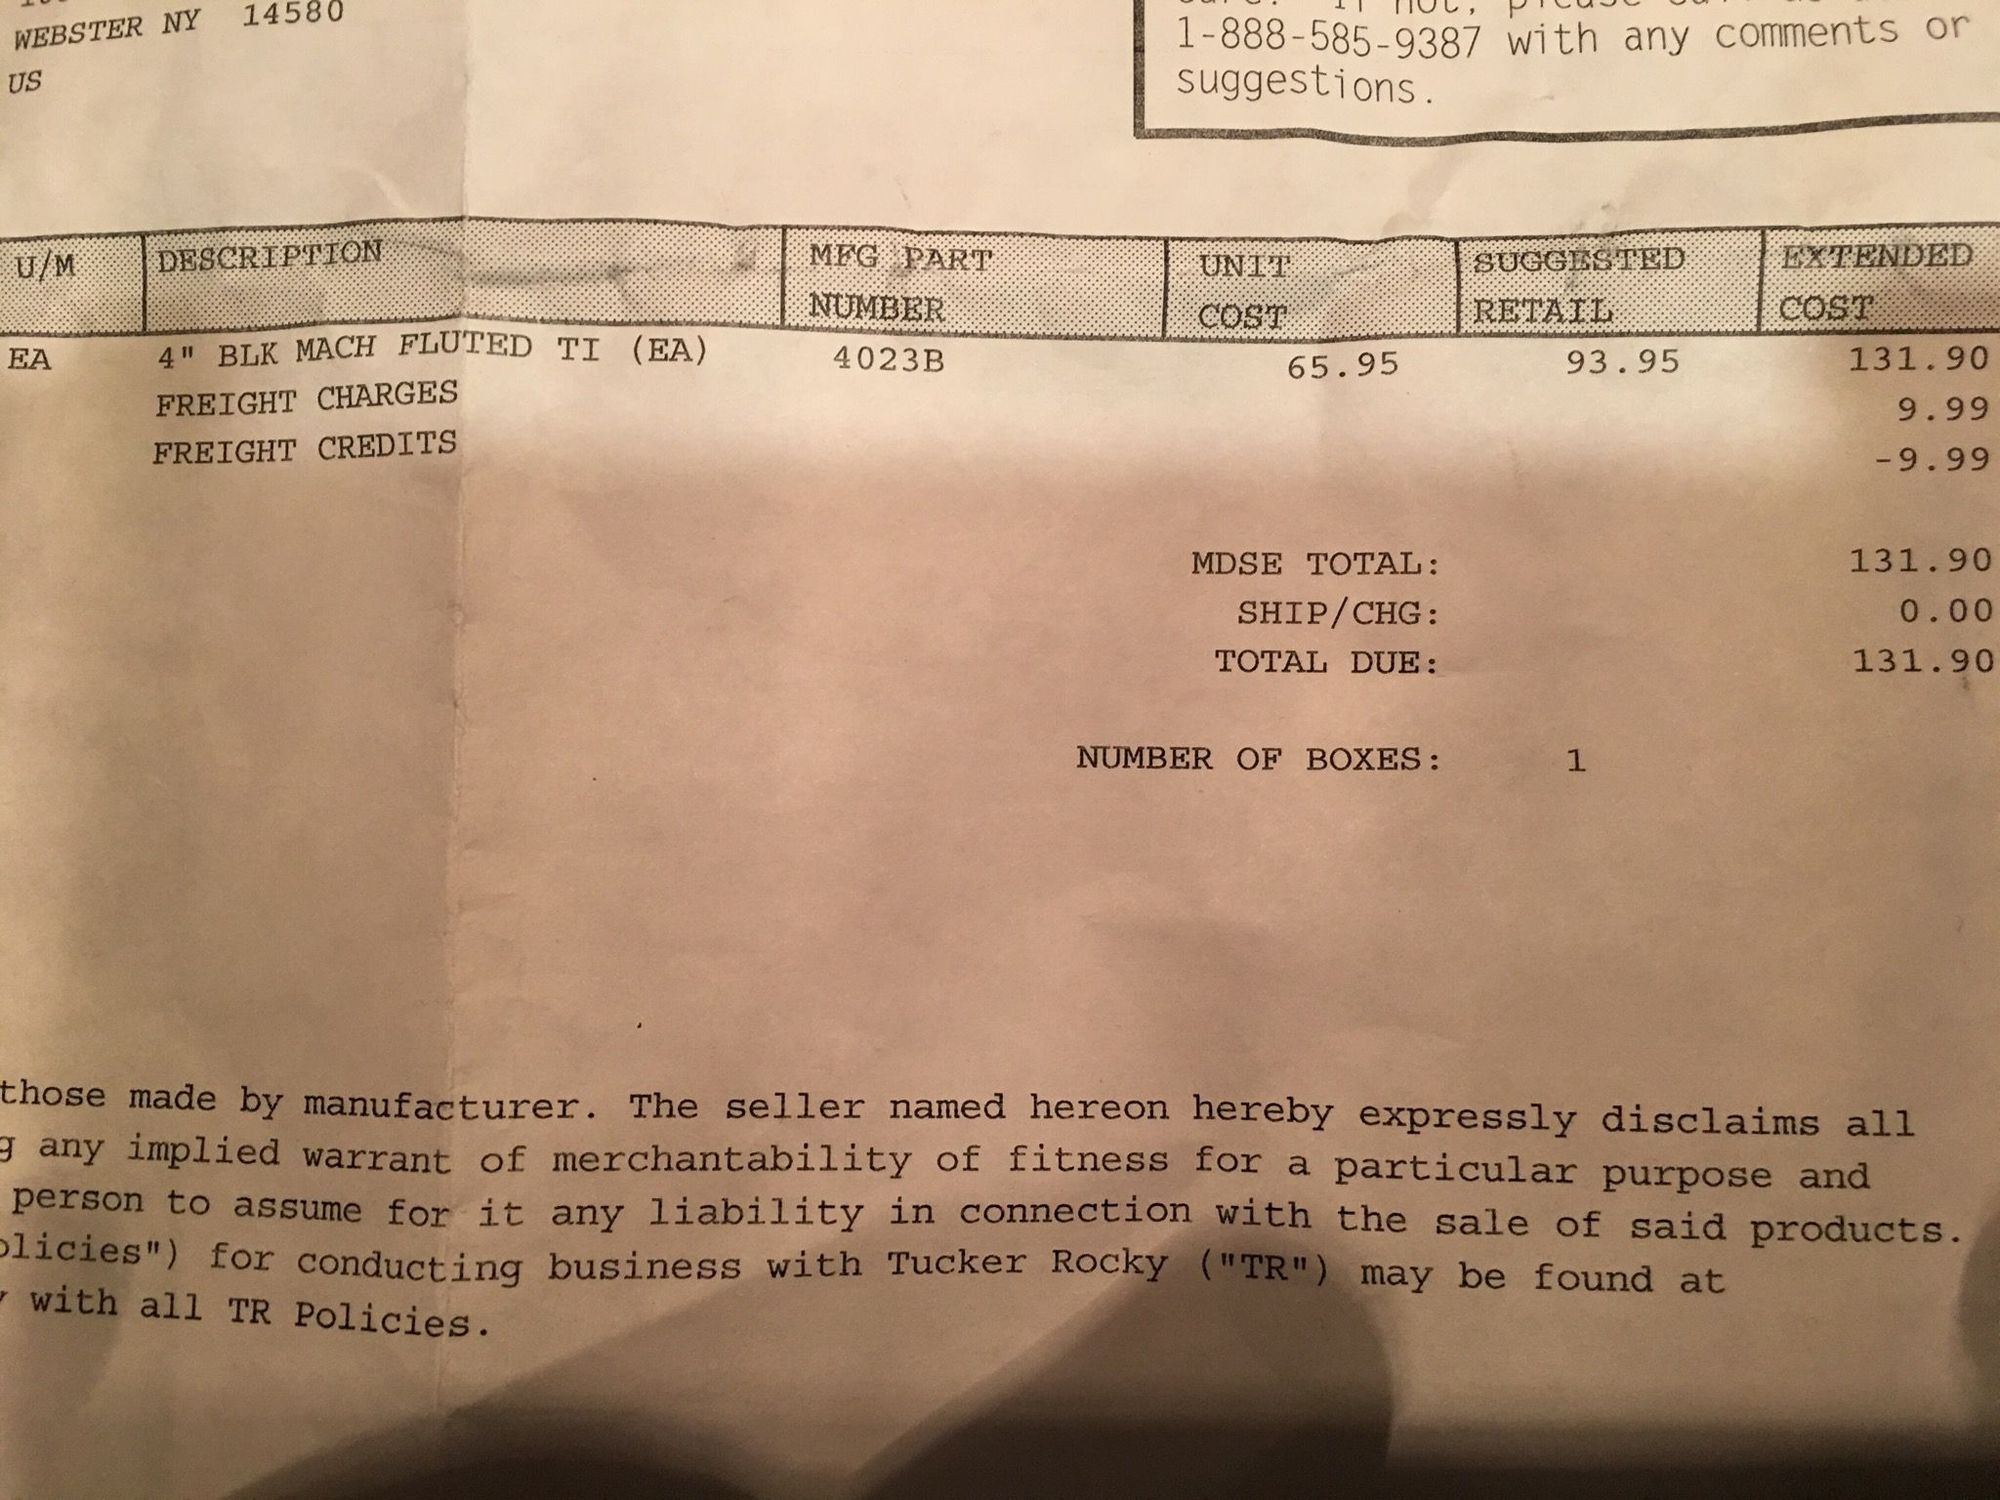 WEBSTER NY 14580
US
1-888-585-9387 with any comments or
suggestions.
U/M DESCRIPTION MFG PART NUMBER UNIT COST SUGGESTED RETAIL EXTENDED COST
EA 4" BLK MACH FLUTED TI (EA) 4023B 65.95 93.95 131.90
FREIGHT CHARGES 9.99
FREIGHT CREDITS -9.99
MDSE TOTAL: 131.90
SHIP/CHG: 0.00
TOTAL DUE: 131.90
NUMBER OF BOXES: 1
those made by manufacturer. The seller named hereon hereby expressly disclaims all
any implied warrant of merchantability of fitness for a particular purpose and
person to assume for it any liability in connection with the sale of said products.
olicies") for conducting business with Tucker Rocky ("TR") may be found at
with all TR Policies.